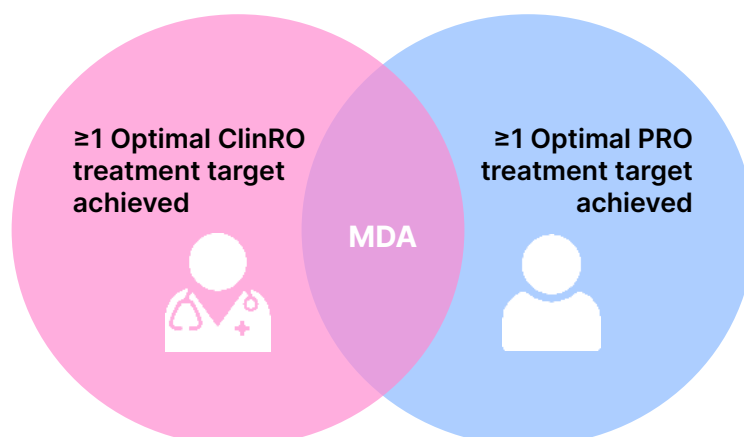 ≥1 Optimal ClinRO
treatment target
achieved
MDA
≥1 Optimal PRO
treatment target
achieved